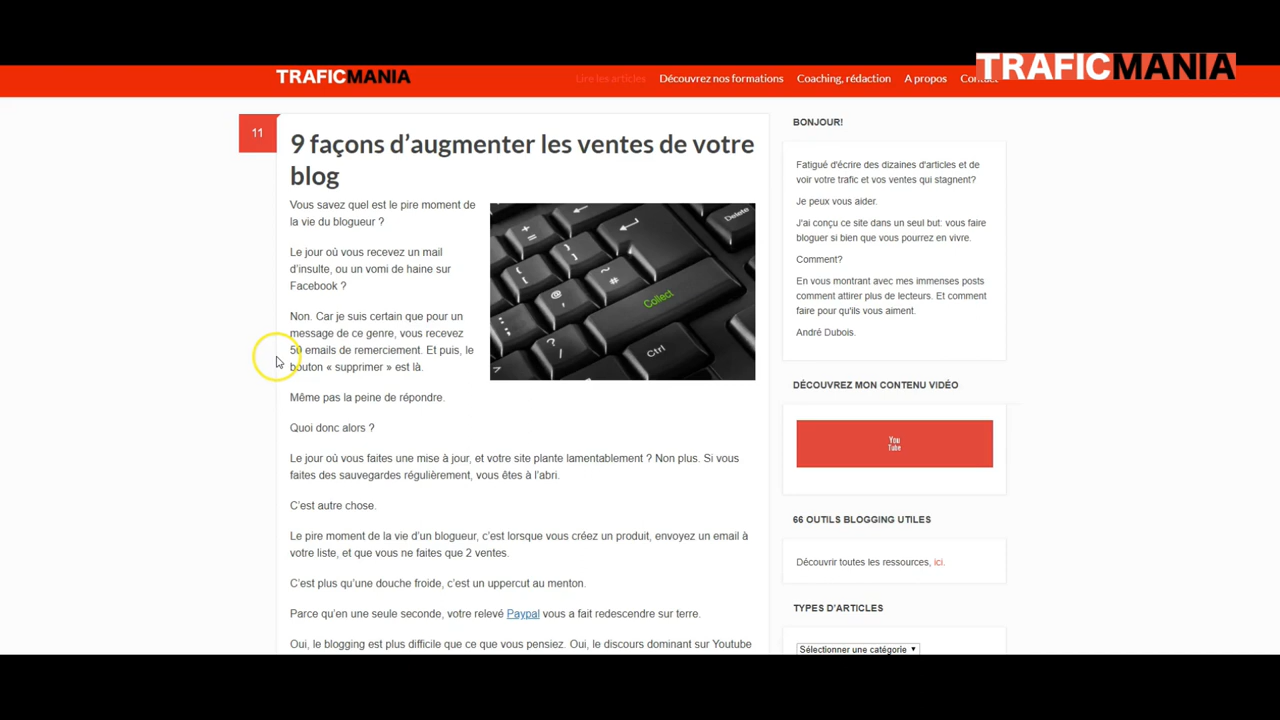 TRAFICMANIA
TRAFICMANIA
Lire les articles Découvrez nos formations Coaching, rédaction A propos
11
9 façons d’augmenter les ventes de votre
blog
Vous savez quel est le pire moment de
la vie du blogueur ?
Le jour où vous recevez un mail
d’insulte, ou un vomi de haine sur
Facebook ?
Non. Car je suis certain que pour un
message de ce genre, vous recevez
50 emails de remerciement. Et puis, le
bouton « supprimer » est là.
Même pas la peine de répondre.
Quoi donc alors ?
Le jour où vous faites une mise à jour, et votre site plante lamentablement ? Non plus. Si vous
faites des sauvegardes régulièrement, vous êtes à l’abri.
C’est autre chose.
Le pire moment de la vie d’un blogueur, c’est lorsque vous créez un produit, envoyez un email à
votre liste, et que vous ne faites que 2 ventes.
C’est plus qu’une douche froide, c’est un uppercut au menton.
Parce qu’en une seule seconde, votre relevé Paypal vous a fait redescendre sur terre.
Oui, le blogging est plus difficile que ce que vous pensiez. Oui, le discours dominant sur Youtube
Delete
Collect
Ctrl
BONJOUR!
Fatigué d'écrire des dizaines d'articles et de
voir votre trafic et vos ventes qui stagnent?
Je peux vous aider.
J'ai conçu ce site dans un seul but: vous faire
bloguer si bien que vous pourrez en vivre.
Comment?
En vous montrant avec mes immenses posts
comment attirer plus de lecteurs. Et comment
faire pour qu'ils vous aiment.
André Dubois.
DÉCOUVREZ MON CONTENU VIDÉO
You
Tube
66 OUTILS BLOGGING UTILES
Découvrir toutes les ressources, ici.
TYPES D'ARTICLES
Sélectionner une catégorie